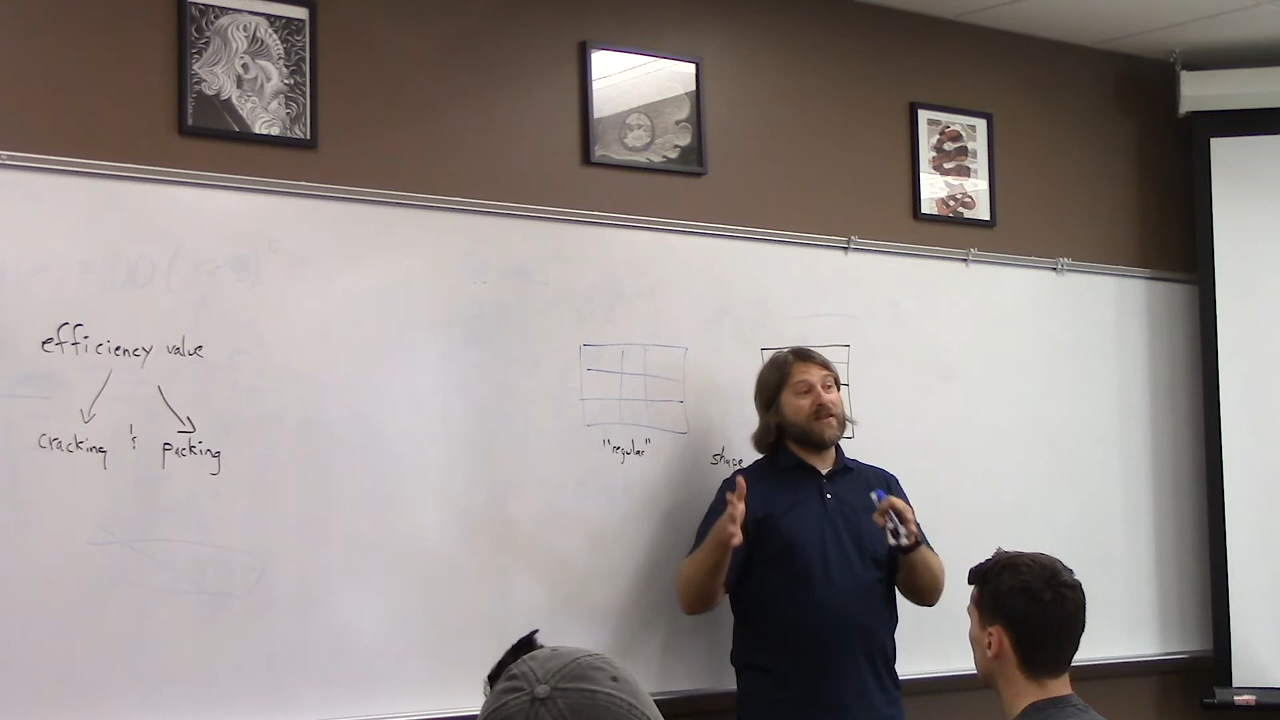 efficiency value
cracking & packing
"regular"
shape